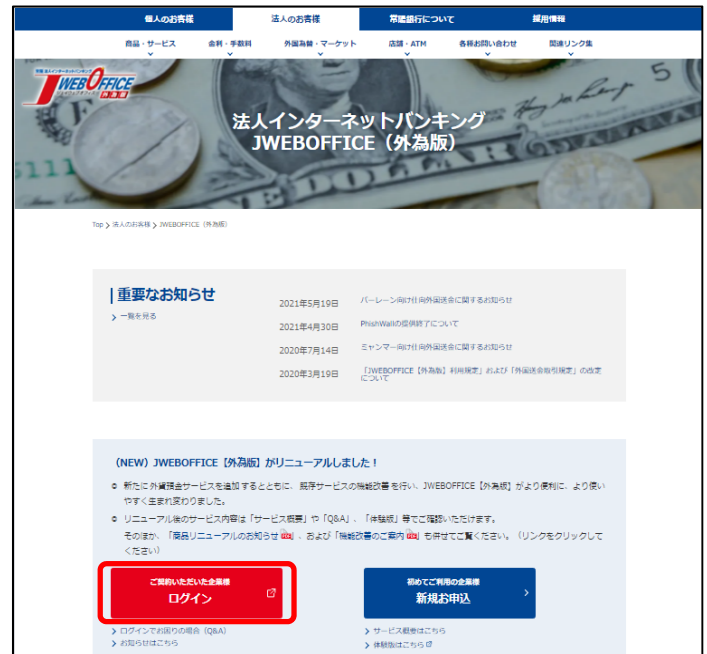 個人のお客様 法人のお客様 常陽銀行について 採用情報
商品・サービス 金利・手数料 外国為替・マーケット 店舗・ATM 各種お問い合わせ 関連リンク集
JWEBOFFICE
外為版
法人インターネットバンキング
JWEBOFFICE（外為版）
Top > 法人のお客様 > JWEBOFFICE（外為版）
重要なお知らせ
> 一覧を見る
2021年5月19日 バーレーン向け仕向外国送金に関するお知らせ
2021年4月30日 PhishWallの提供終了について
2020年7月14日 ミャンマー向け仕向外国送金に関するお知らせ
2020年3月19日 「JWEBOFFICE【外為版】利用規定」および「外国送金取引規定」の改定
について
（NEW）JWEBOFFICE【外為版】がリニューアルしました！
新たに外貨預金サービスを追加するとともに、既存サービスの機能改善を行い、JWEBOFFICE【外為版】がより便利に、より使い
やすく生まれ変わりました。
リニューアル後のサービス内容は「サービス概要」や「Q&A」、「体験版」等でご確認いただけます。
そのほか、「商品リニューアルのお知らせ」、および「機能改善のご案内」も併せてご覧ください。（リンクをクリックして
ください）
ご契約いただいた企業様
ログイン
初めてご利用の企業様
新規お申込
> ログインでお困りの場合（Q&A）
> お知らせはこちら
> サービス概要はこちら
> 体験版はこちら